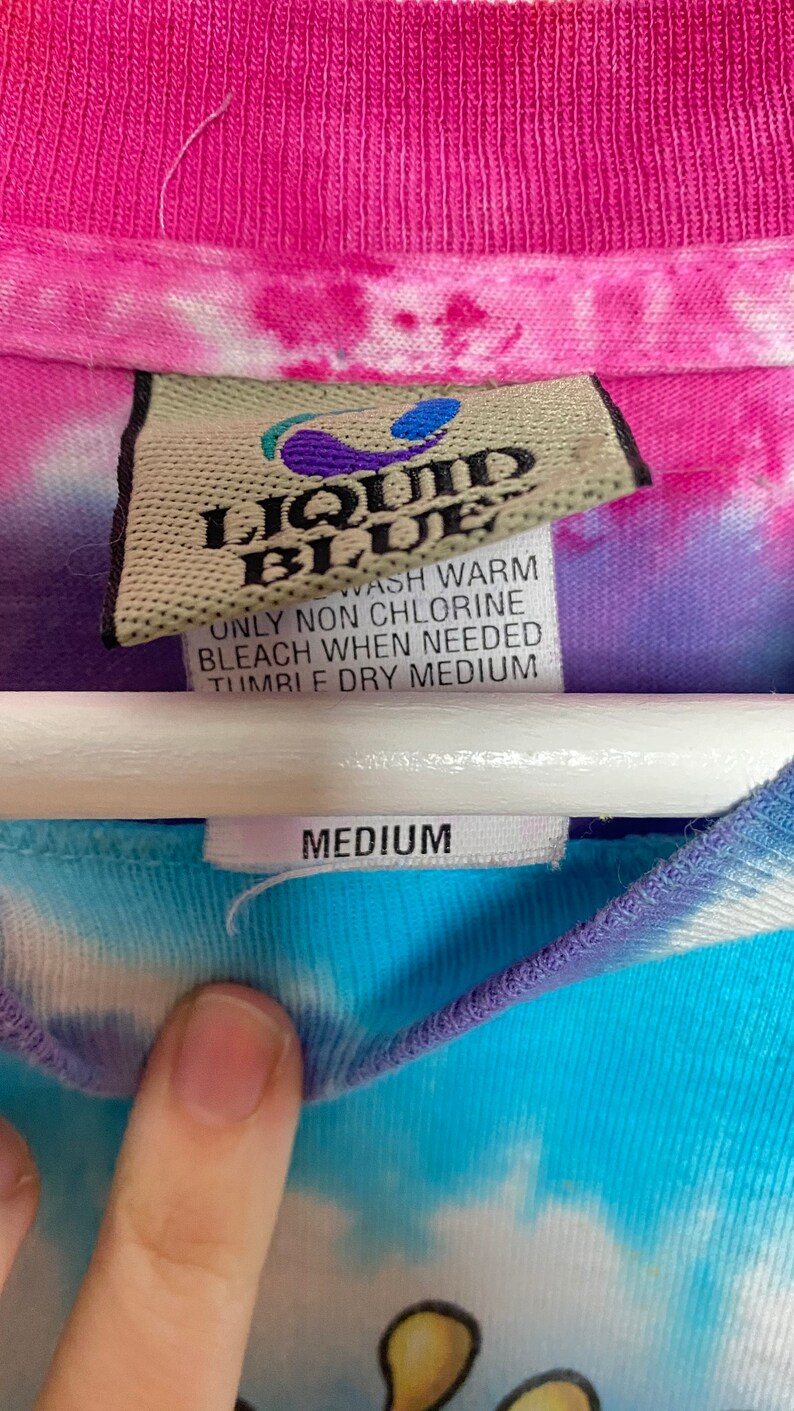 LIQUID
BLUE
WASH WARM
ONLY NON CHLORINE
BLEACH WHEN NEEDED
TUMBLE DRY MEDIUM
MEDIUM